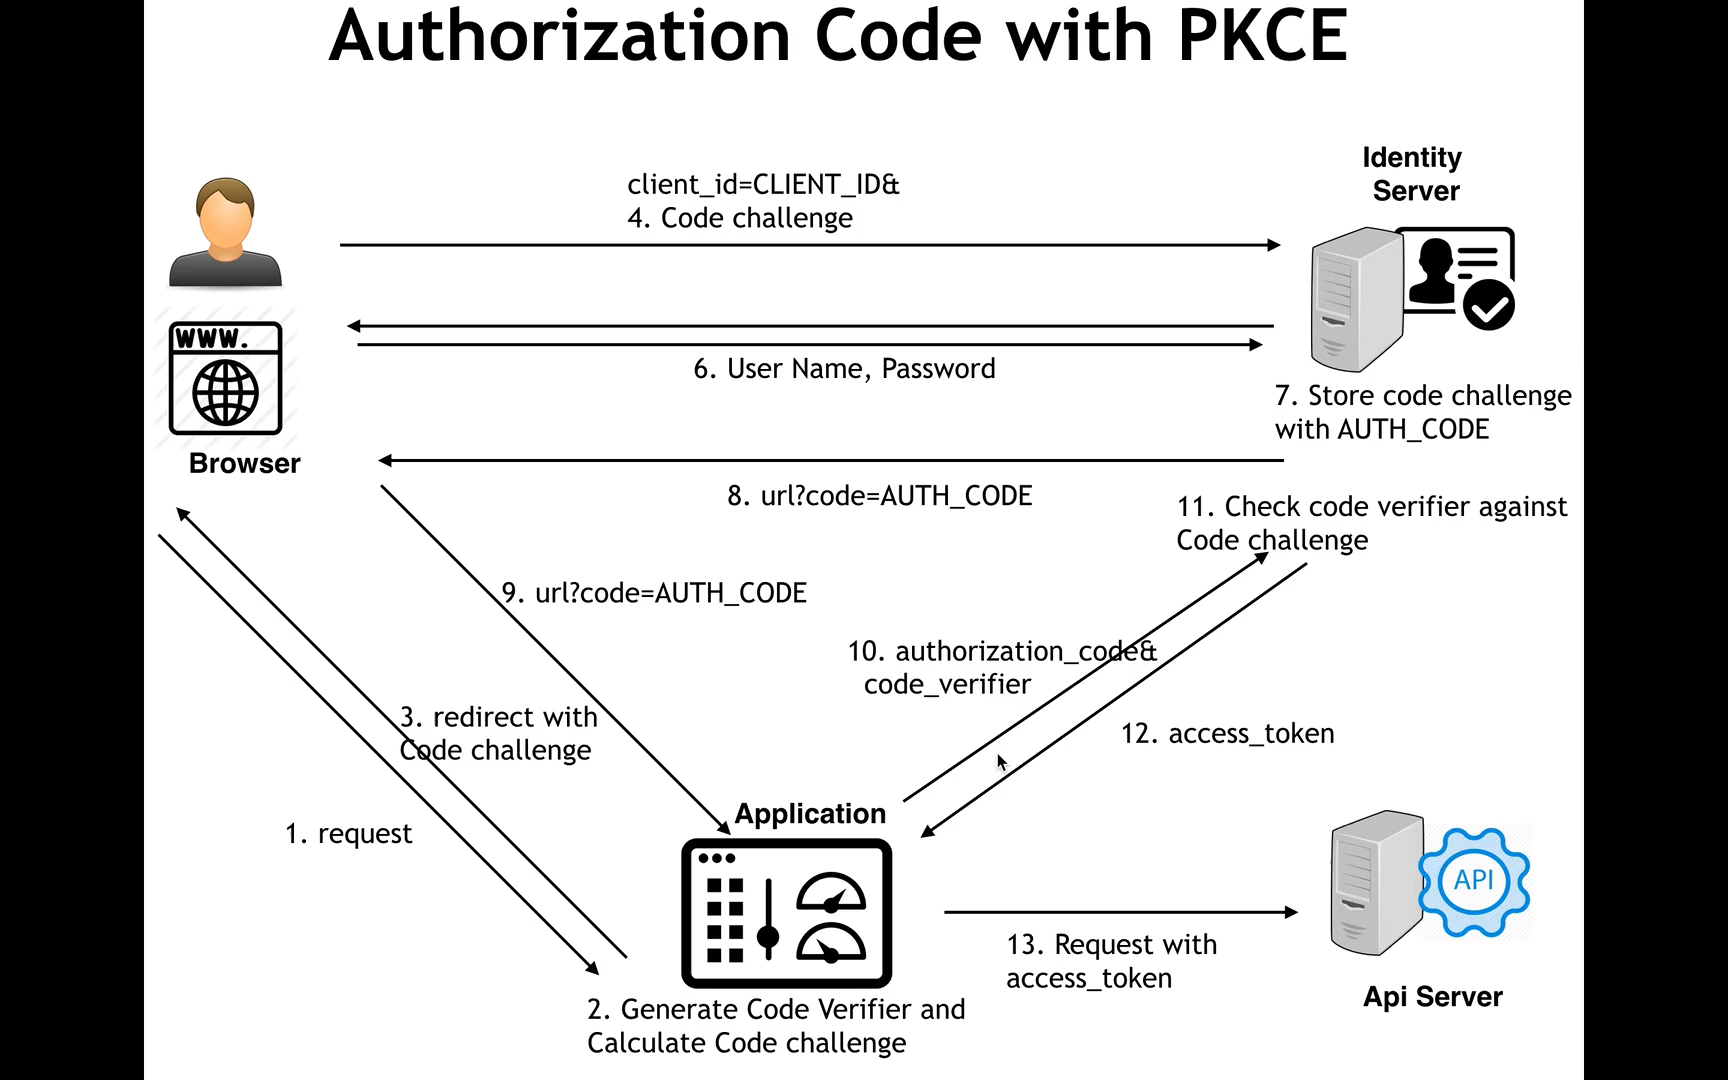 Authorization Code with PKCE
Identity
Server
client_id=CLIENT_ID&
4. Code challenge
WWW.
6. User Name, Password
7. Store code challenge
with AUTH_CODE
Browser
8. url?code=AUTH_CODE
11. Check code verifier against
Code challenge
9. url?code=AUTH_CODE
10. authorization_code&
code_verifier
3. redirect with
Code challenge
12. access_token
1. request
Application
API
13. Request with
access_token
Api Server
2. Generate Code Verifier and
Calculate Code challenge